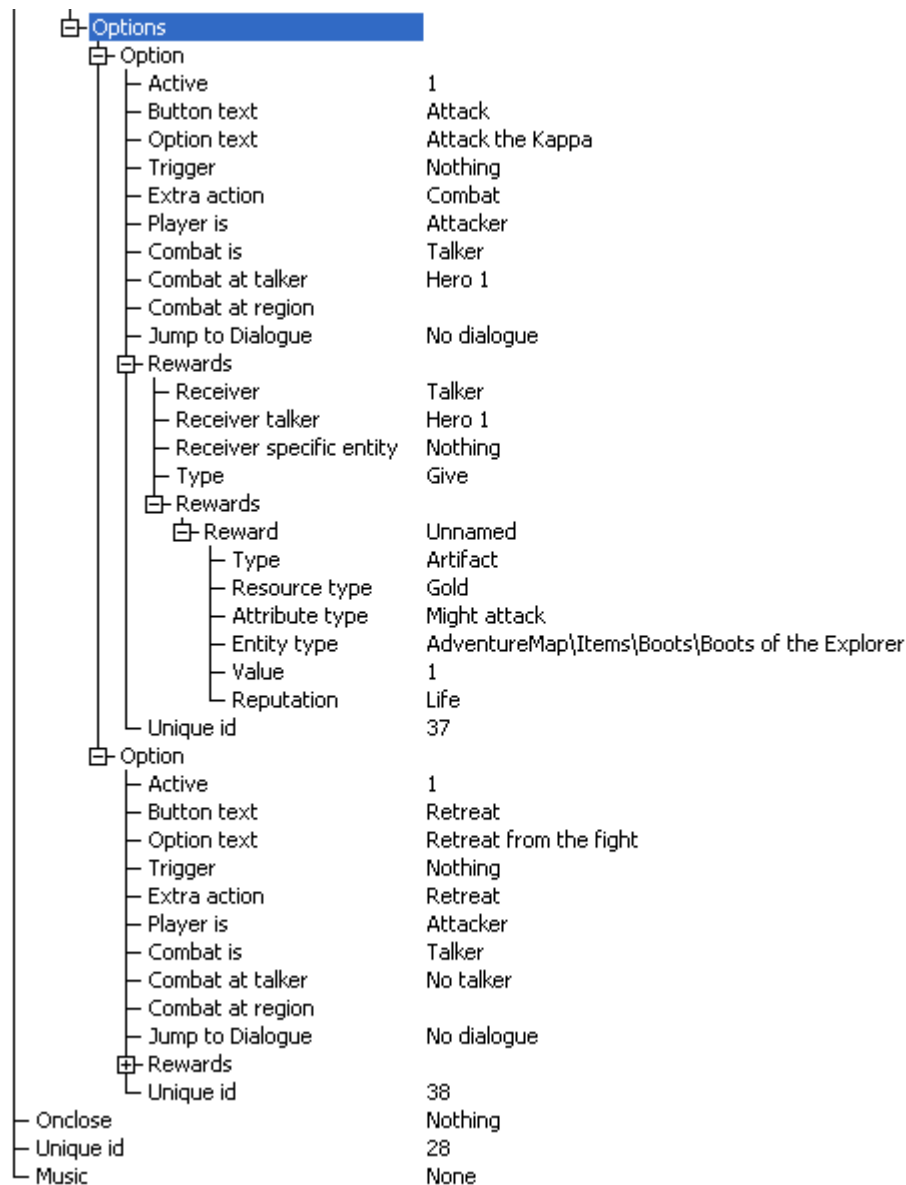 Options
Option
Active 1
Button text Attack
Option text Attack the Kappa
Trigger Nothing
Extra action Combat
Player is Attacker
Combat is Talker
Combat at talker Hero 1
Combat at region
Jump to Dialogue No dialogue
Rewards
Receiver Talker
Receiver talker Hero 1
Receiver specific entity Nothing
Type Give
Rewards
Reward Unnamed
Type Artifact
Resource type Gold
Attribute type Might attack
Entity type AdventureMap\Items\Boots\Boots of the Explorer
Value 1
Reputation Life
Unique id 37
Option
Active 1
Button text Retreat
Option text Retreat from the fight
Trigger Nothing
Extra action Retreat
Player is Attacker
Combat is Talker
Combat at talker No talker
Combat at region
Jump to Dialogue No dialogue
Rewards
Unique id 38
Onclose Nothing
Unique id 28
Music None